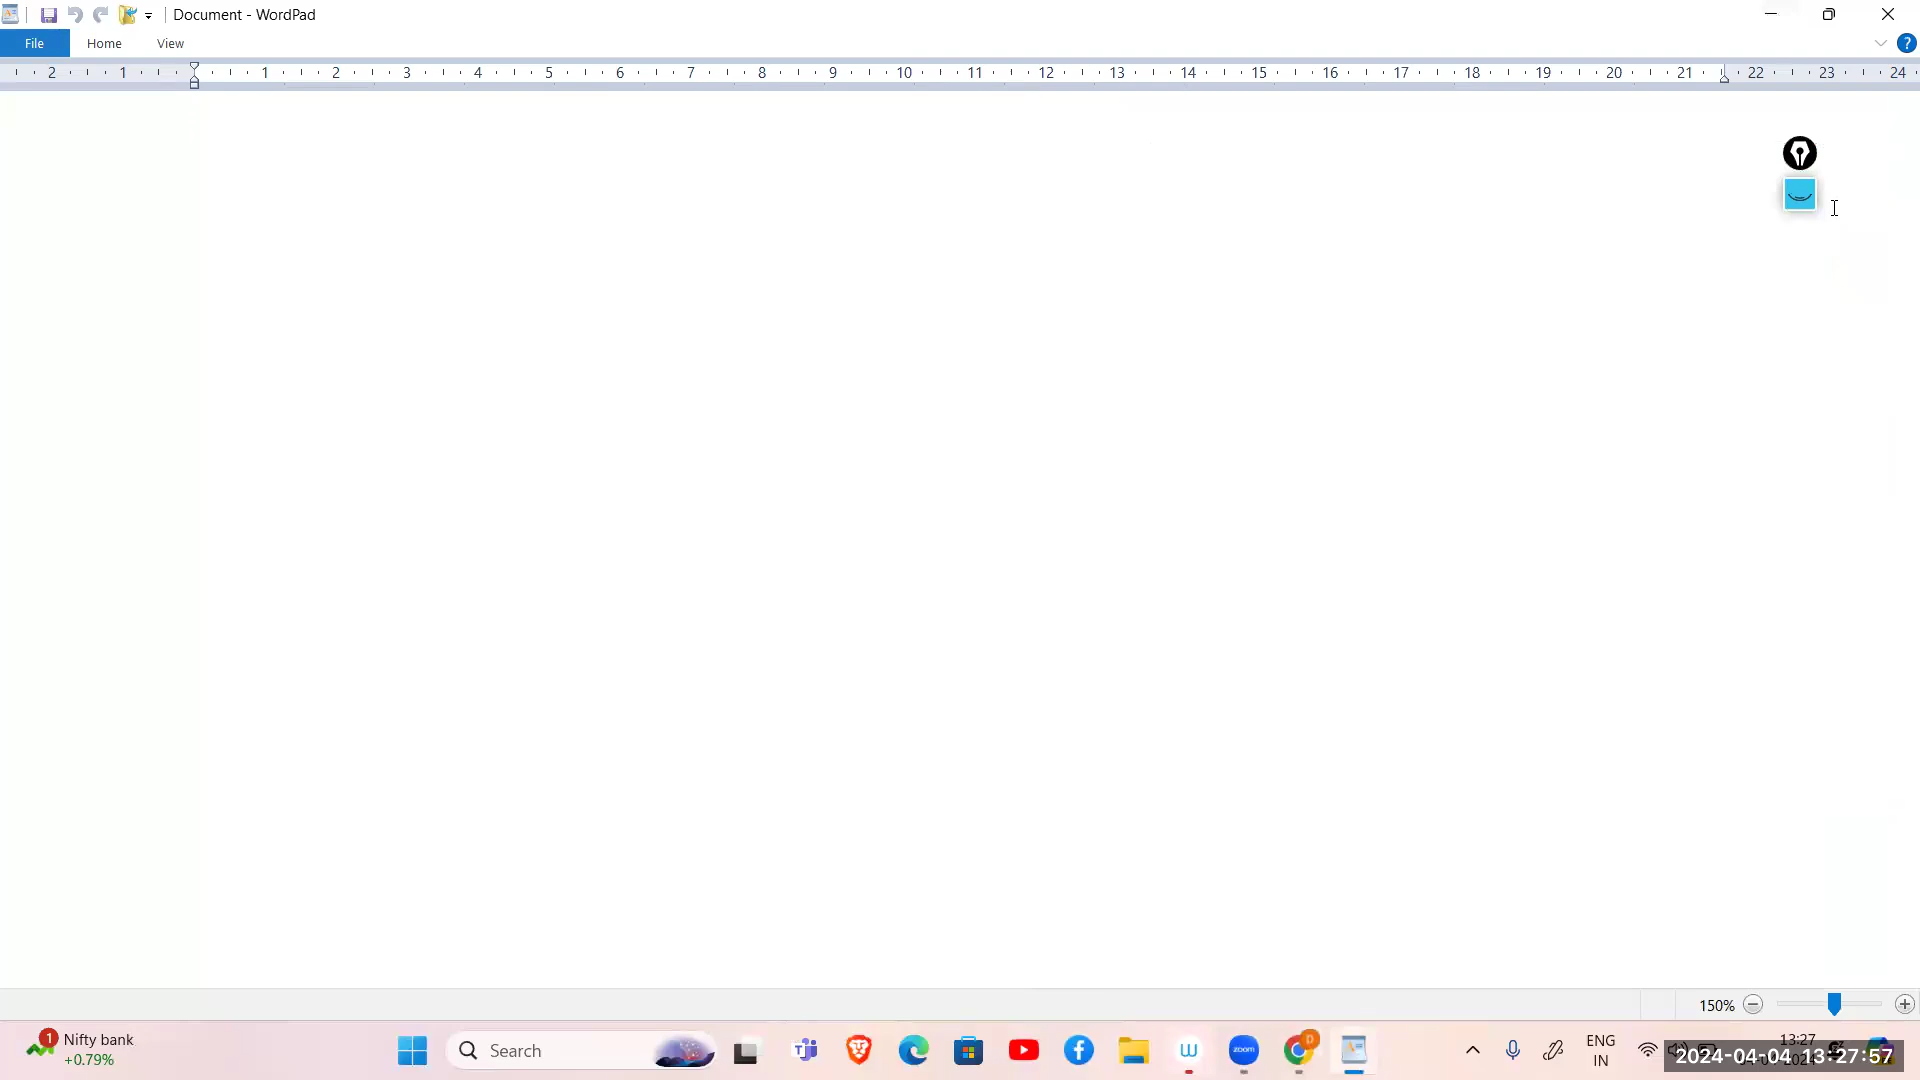 Document - WordPad
File Home View ?
2 1 1 2 3 4 5 6 7 8 9 10 11 12 13 14 15 16 17 18 19 20 21 22 23 24
150%
1 Nifty bank
+0.79%
Search
zoom
D
ENG
IN
13:27
2024-04-04 13:27:57